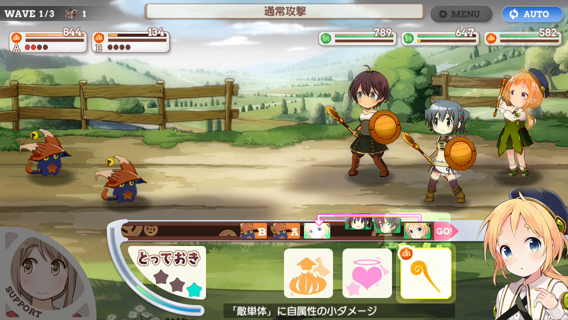 WAVE 1/3 1
通常攻撃
MENU
AUTO
844
134
A
B
789
647
582
B A GO!
とっておき
SUPPORT
「敵単体」に自属性の小ダメージ